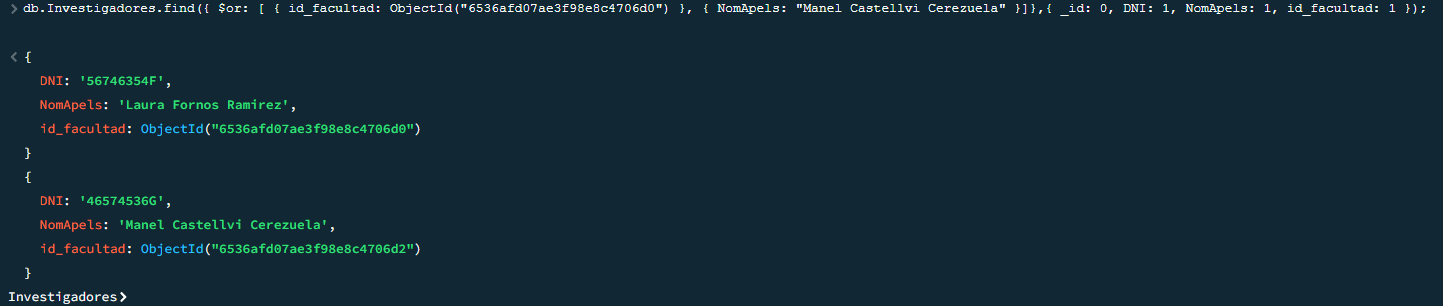 db.Investigadores.find({ $or: [ { id_facultad: ObjectId("6536afd07ae3f98e8c4706d0") }, { NomApels: "Manel Castellvi Cerezuela" }]},{ _id: 0, DNI: 1, NomApels: 1, id_facultad: 1 });
{
DNI: '56746354F',
NomApels: 'Laura Fornos Ramirez',
id_facultad: ObjectId("6536afd07ae3f98e8c4706d0")
}
{
DNI: '46574536G',
NomApels: 'Manel Castellvi Cerezuela',
id_facultad: ObjectId("6536afd07ae3f98e8c4706d2")
}
Investigadores>